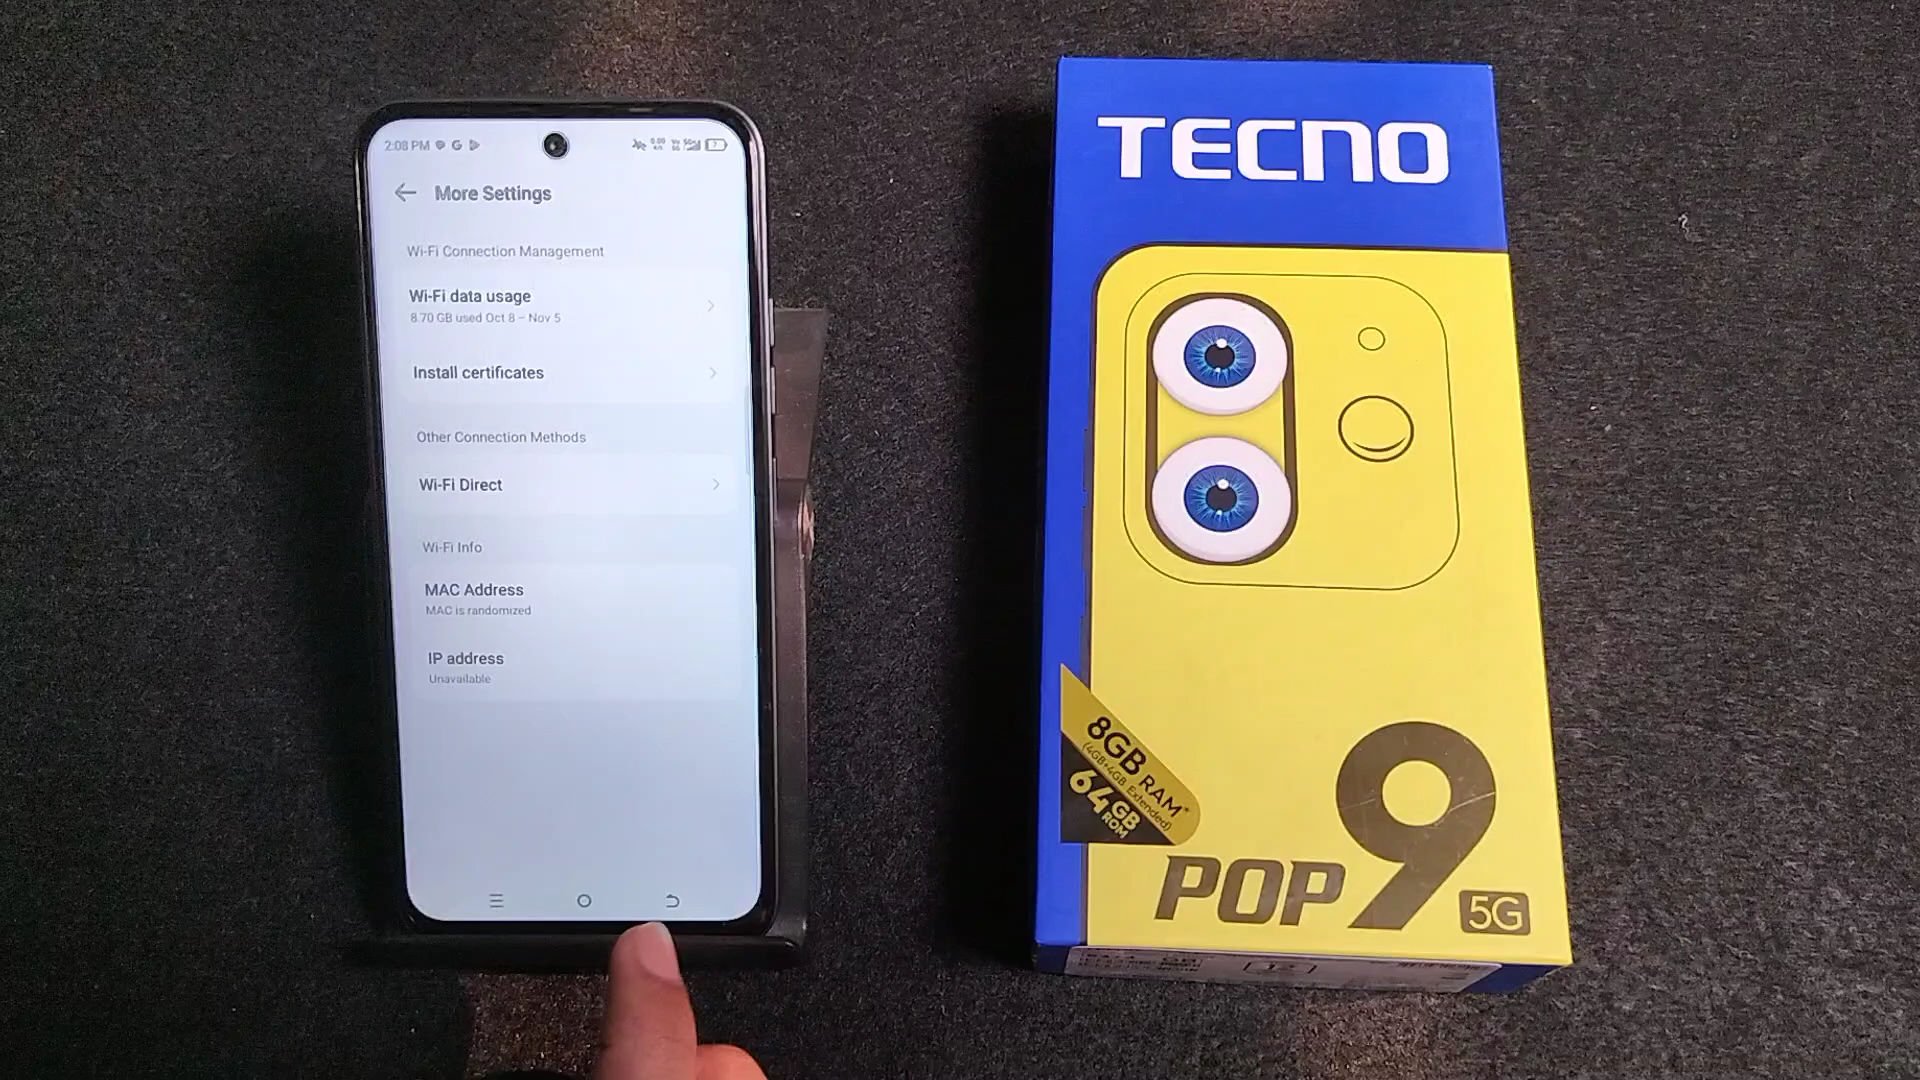 2:08 PM
More Settings
Wi-Fi Connection Management
Wi-Fi data usage
8.70 GB used Oct 8 – Nov 5
Install certificates
Other Connection Methods
Wi-Fi Direct
Wi-Fi Info
MAC Address
MAC is randomized
IP address
Unavailable
TECNO
8GB RAM*
(4GB+4GB Extended)
64GB ROM
POP 9 5G